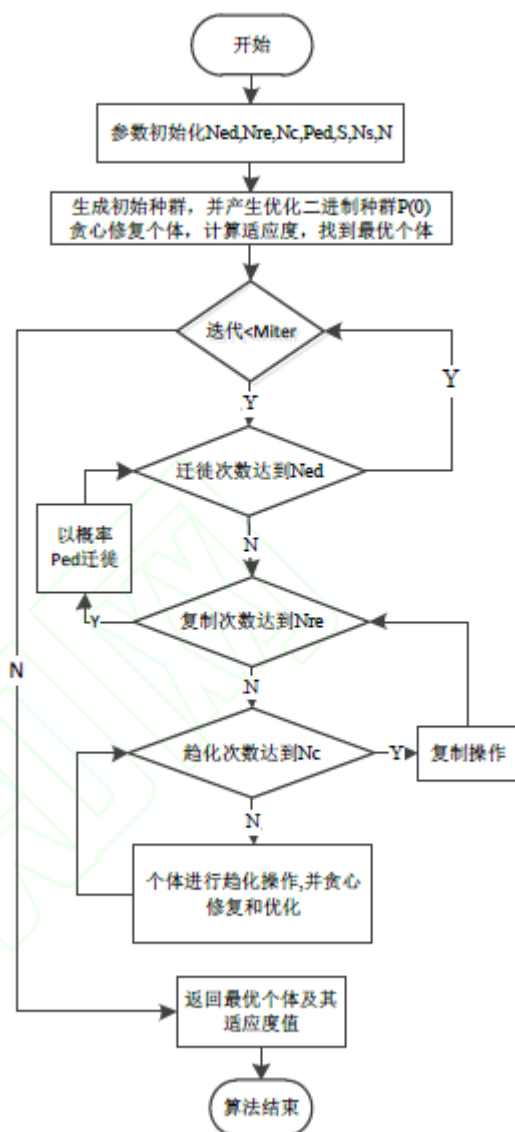 开始
参数初始化Ned,Nre,Nc,Ped,S,Ns,N
生成初始种群，并产生优化二进制种群P(0)
贪心修复个体，计算适应度，找到最优个体
迭代<Miter
Y
Y
迁徙次数达到Ned
以概率
Ped迁徙
N
复制次数达到Nre
Y
N
N
趋化次数达到Nc
Y
复制操作
N
个体进行趋化操作,并贪心
修复和优化
返回最优个体及其
适应度值
算法结束